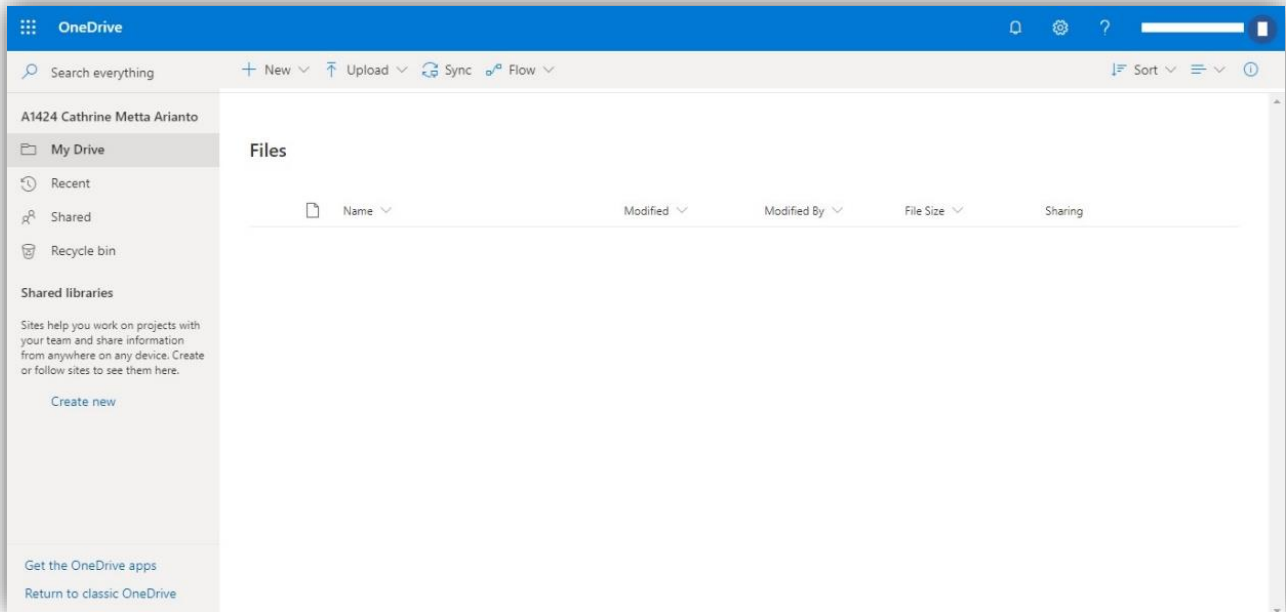 OneDrive
?
Search everything
New Upload Sync Flow Sort
A1424 Cathrine Metta Arianto
My Drive
Recent
Shared
Recycle bin
Shared libraries
Sites help you work on projects with
your team and share information
from anywhere on any device. Create
or follow sites to see them here.
Create new
Get the OneDrive apps
Return to classic OneDrive
Files
Name Modified Modified By File Size Sharing